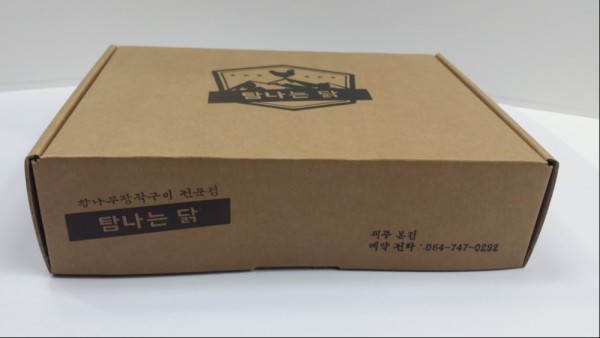 탐나는 닭
참나무장작구이 전문점
탐나는 닭
제주 본점
예약 전화 : 064-747-0292